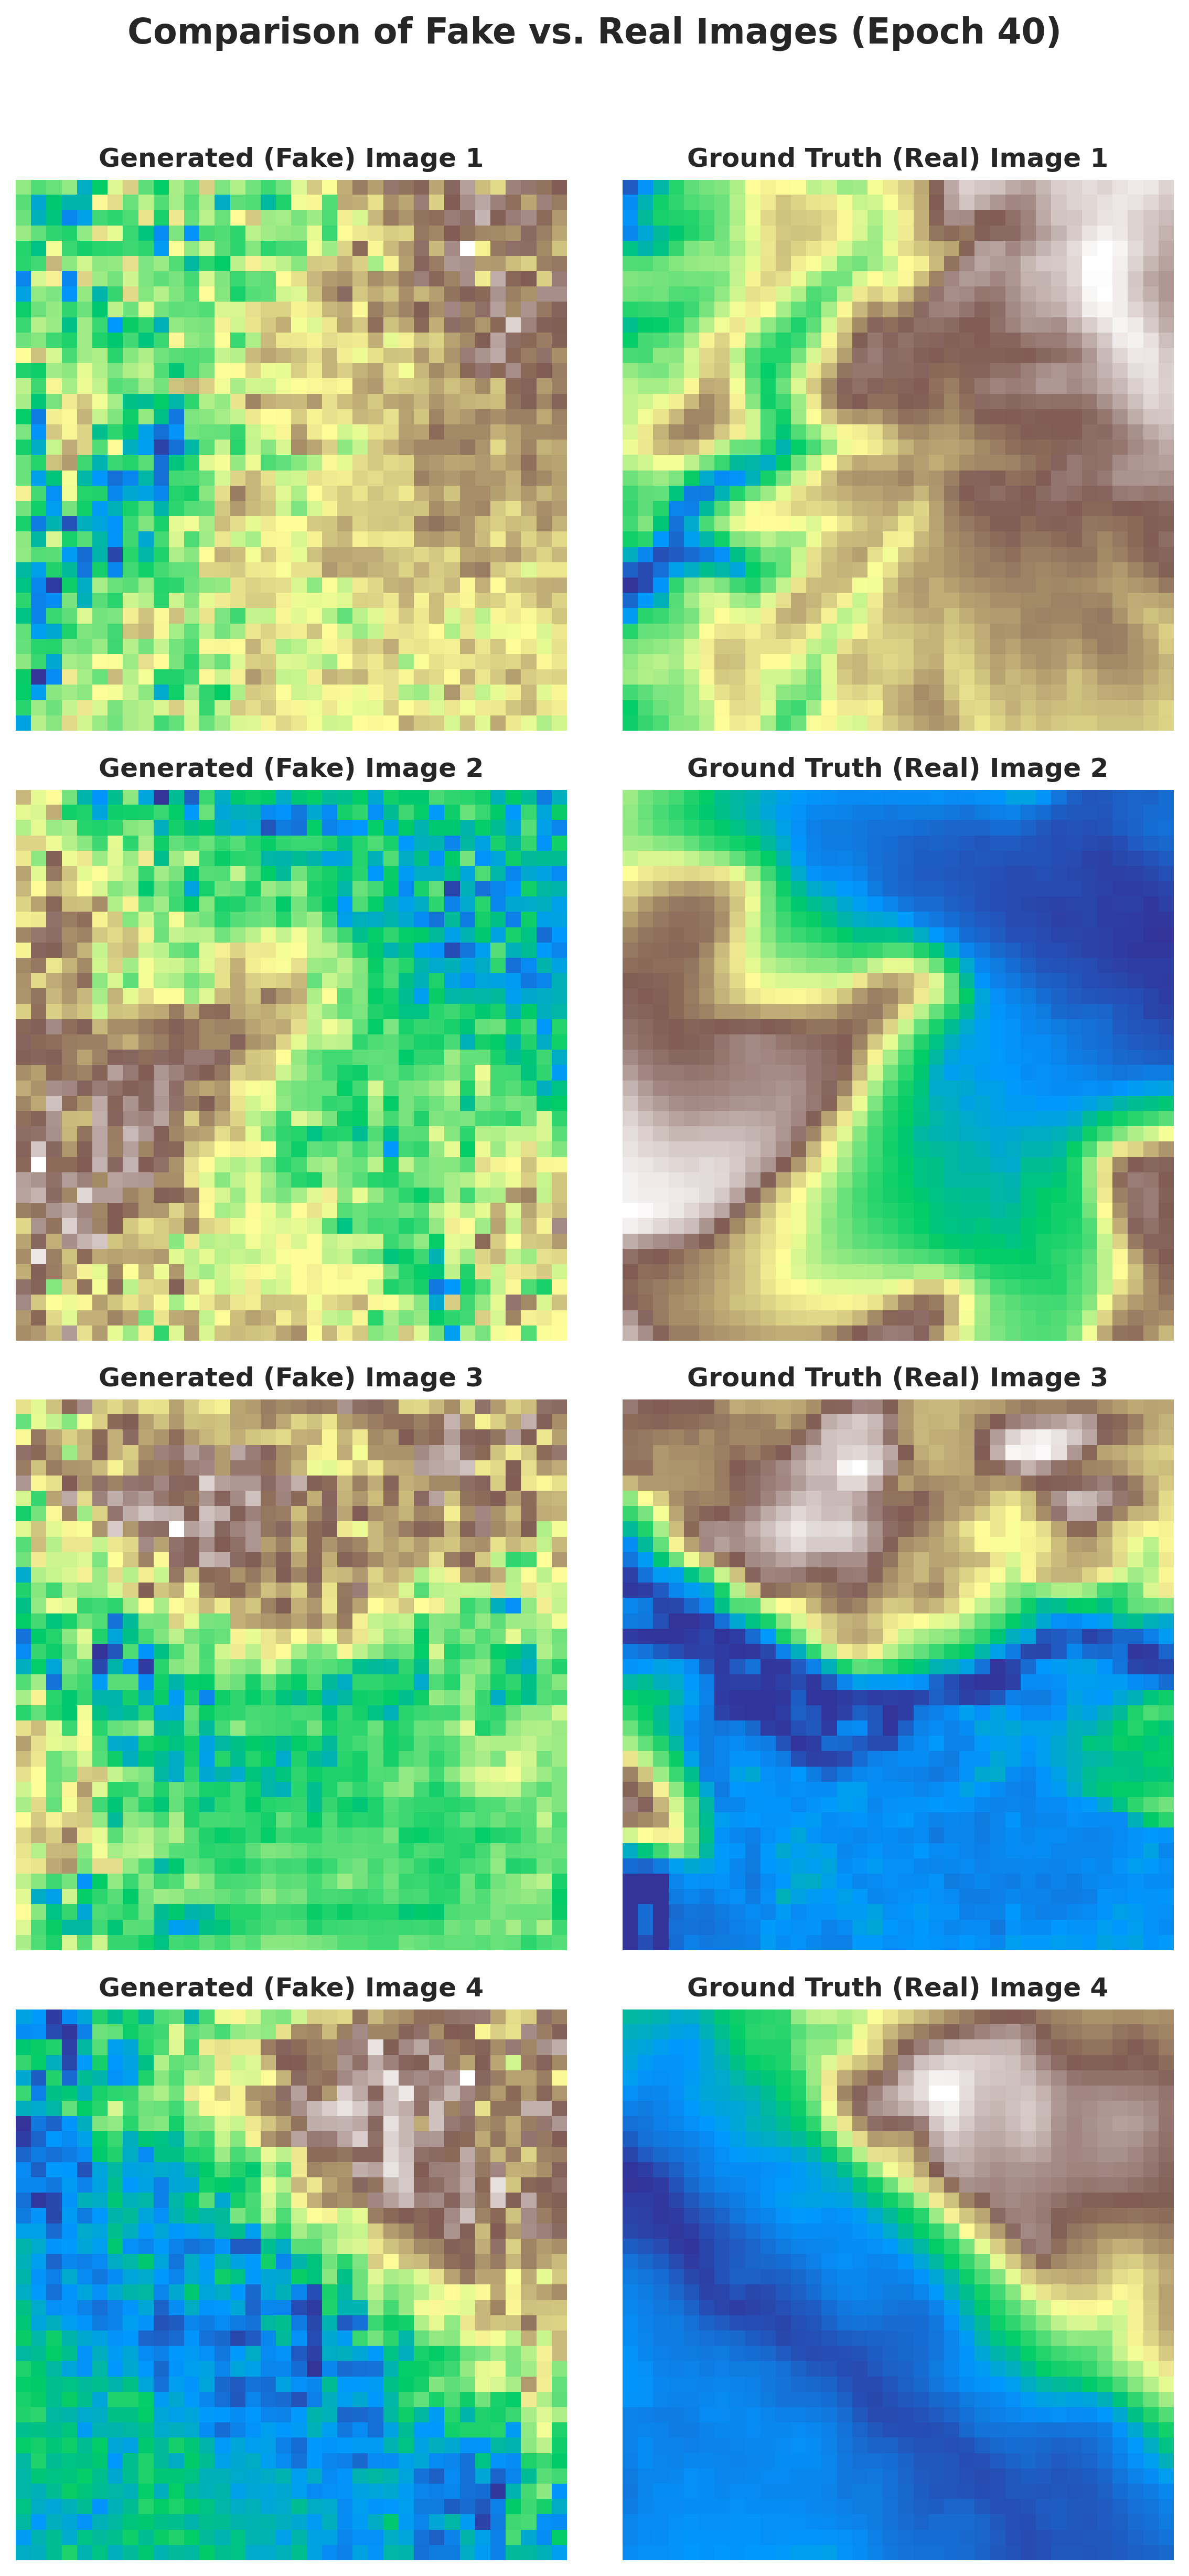 Comparison of Fake vs. Real Images (Epoch 40)
Generated (Fake) Image 1
Ground Truth (Real) Image 1
Generated (Fake) Image 2
Ground Truth (Real) Image 2
Generated (Fake) Image 3
Ground Truth (Real) Image 3
Generated (Fake) Image 4
Ground Truth (Real) Image 4